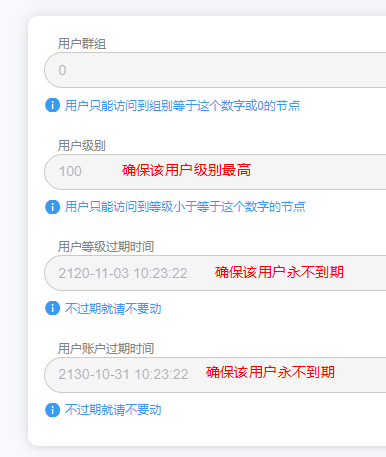 用户群组
0
用户只能访问到组别等于这个数字或0的节点
用户级别
100 确保该用户级别最高
用户只能访问到等级小于等于这个数字的节点
用户等级过期时间
2120-11-03 10:23:22 确保该用户永不到期
不过期就请不要动
用户账户过期时间
2130-10-31 10:23:22 确保该用户永不到期
不过期就请不要动